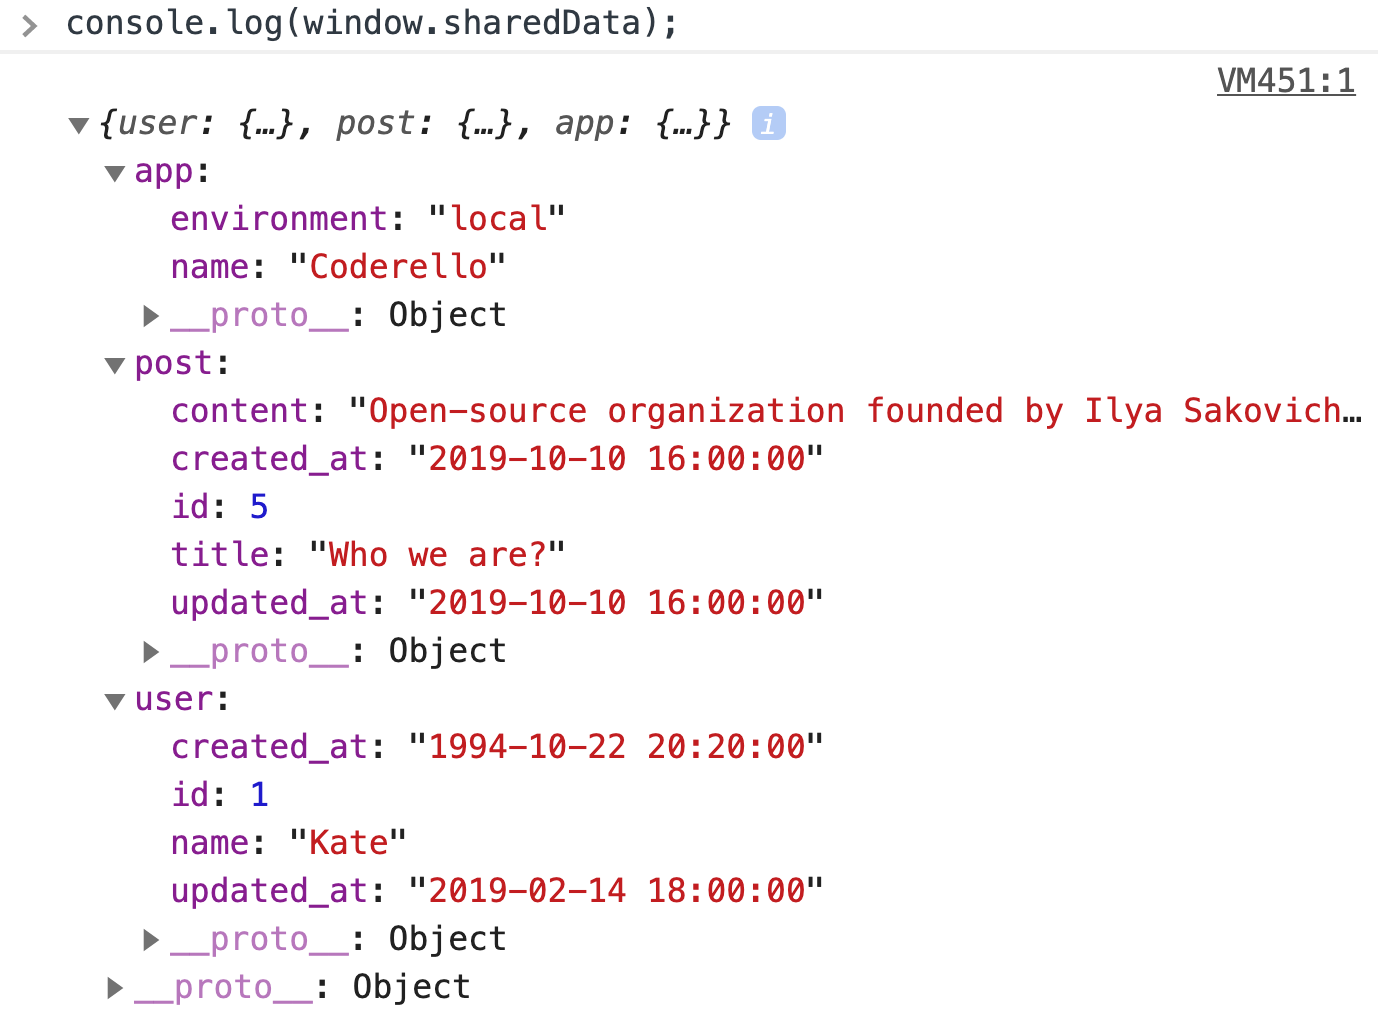 console.log(window.sharedData);
VM451:1
{user: {…}, post: {…}, app: {…}} i
app:
environment: "local"
name: "Coderello"
__proto__: Object
post:
content: "Open-source organization founded by Ilya Sakovich…
created_at: "2019-10-10 16:00:00"
id: 5
title: "Who we are?"
updated_at: "2019-10-10 16:00:00"
__proto__: Object
user:
created_at: "1994-10-22 20:20:00"
id: 1
name: "Kate"
updated_at: "2019-02-14 18:00:00"
__proto__: Object
__proto__: Object